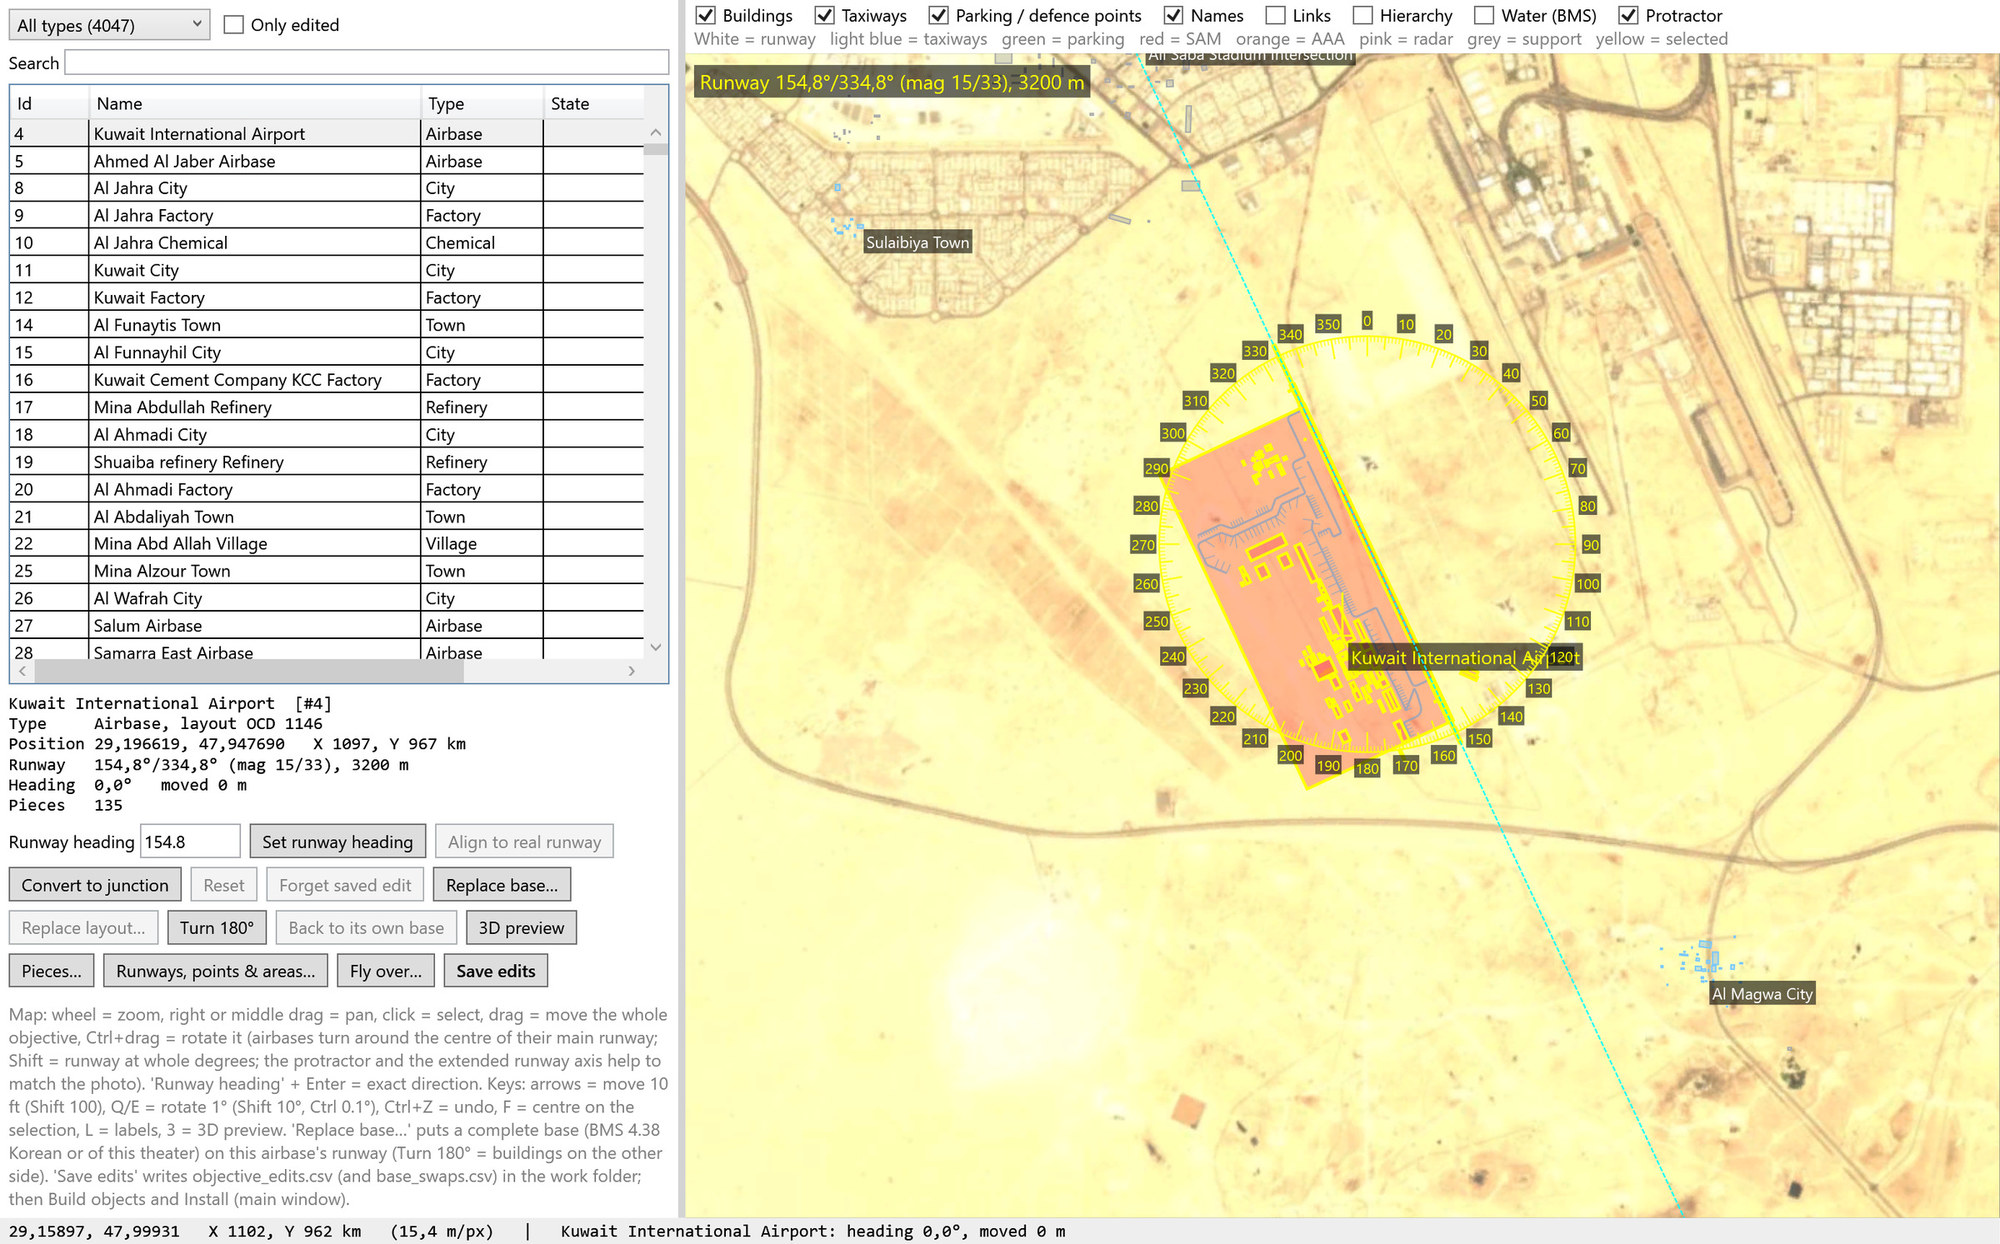 All types (4047)
Only edited
Search
Id Name Type State
4 Kuwait International Airport Airbase
5 Ahmed Al Jaber Airbase Airbase
8 Al Jahra City City
9 Al Jahra Factory Factory
10 Al Jahra Chemical Chemical
11 Kuwait City City
12 Kuwait Factory Factory
14 Al Funaytis Town Town
15 Al Funnayhil City City
16 Kuwait Cement Company KCC Factory Factory
17 Mina Abdullah Refinery Refinery
18 Al Ahmadi City City
19 Shuaiba refinery Refinery Refinery
20 Al Ahmadi Factory Factory
21 Al Abdaliyah Town Town
22 Mina Abd Allah Village Village
25 Mina Alzour Town Town
26 Al Wafrah City City
27 Salum Airbase Airbase
28 Samarra East Airbase Airbase
Kuwait International Airport [#4]
Type Airbase, layout OCD 1146
Position 29,196619, 47,947690 X 1097, Y 967 km
Runway 154,8°/334,8° (mag 15/33), 3200 m
Heading 0,0° moved 0 m
Pieces 135
Runway heading 154.8 Set runway heading Align to real runway
Convert to junction Reset Forget saved edit Replace base...
Replace layout... Turn 180° Back to its own base 3D preview
Pieces... Runways, points & areas... Fly over... Save edits
Map: wheel = zoom, right or middle drag = pan, click = select, drag = move the whole
objective, Ctrl+drag = rotate it (airbases turn around the centre of their main runway;
Shift = runway at whole degrees; the protractor and the extended runway axis help to
match the photo). 'Runway heading' + Enter = exact direction. Keys: arrows = move 10
ft (Shift 100), Q/E = rotate 1° (Shift 10°, Ctrl 0.1°), Ctrl+Z = undo, F = centre on the
selection, L = labels, 3 = 3D preview. 'Replace base...' puts a complete base (BMS 4.38
Korean or of this theater) on this airbase's runway (Turn 180° = buildings on the other
side). 'Save edits' writes objective_edits.csv (and base_swaps.csv) in the work folder;
then Build objects and Install (main window).
Buildings Taxiways Parking / defence points Names Links Hierarchy Water (BMS) Protractor
White = runway light blue = taxiways green = parking red = SAM orange = AAA pink = radar grey = support yellow = selected
Ali Saba Stadium Intersection
Runway 154,8°/334,8° (mag 15/33), 3200 m
Sulaibiya Town
0
10
20
30
40
50
60
70
80
90
100
110
120
130
140
150
160
170
180
190
200
210
220
230
240
250
260
270
280
290
300
310
320
330
340
350
Kuwait International Airport
Al Magwa City
29,15897, 47,99931 X 1102, Y 962 km (15,4 m/px) | Kuwait International Airport: heading 0,0°, moved 0 m